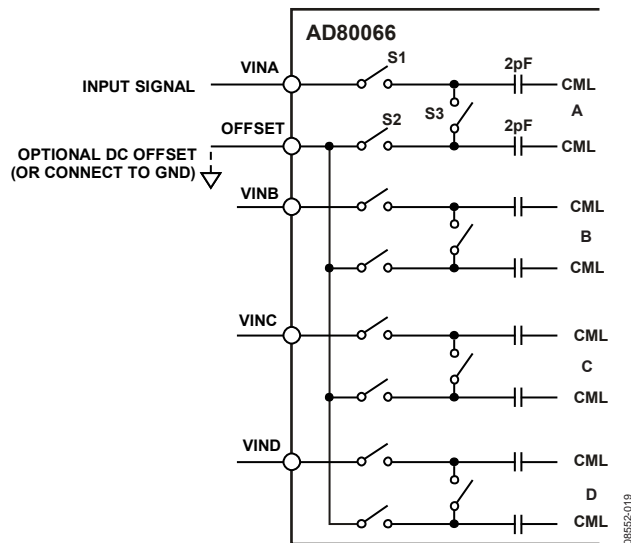 AD80066
S1
VINA
2pF
INPUT SIGNAL
CML
A
OFFSET
S2
S3
2pF
CML
OPTIONAL DC OFFSET
(OR CONNECT TO GND)
VINB
CML
B
CML
VINC
CML
C
CML
VIND
CML
D
CML
08552-019